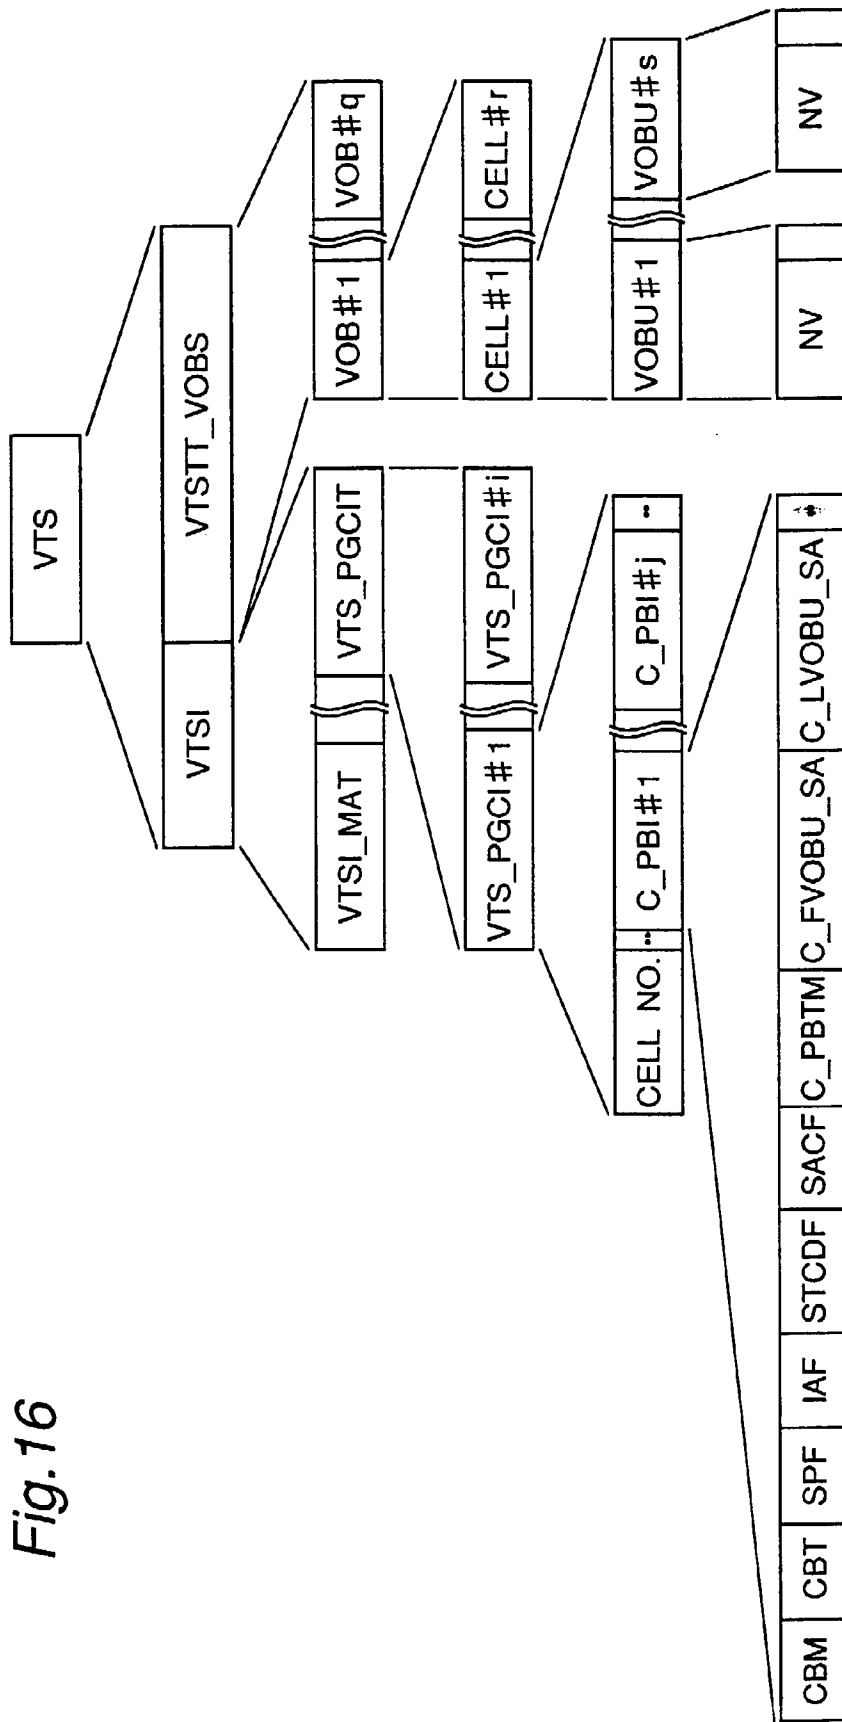 Fig.16
VTS
VTSI VTSTT_VOBS
VTSI_MAT VTS_PGCIT VOB#1 VOB#q
VTS_PGCI#1 VTS_PGCI#i CELL#1 CELL#r
CELL NO. •• C_PBI#1 C_PBI#j •• VOBU#1 VOBU#s
CBM CBT SPF IAF STCDF SACF C_PBTM C_FVOBU_SA C_LVOBU_SA NV NV